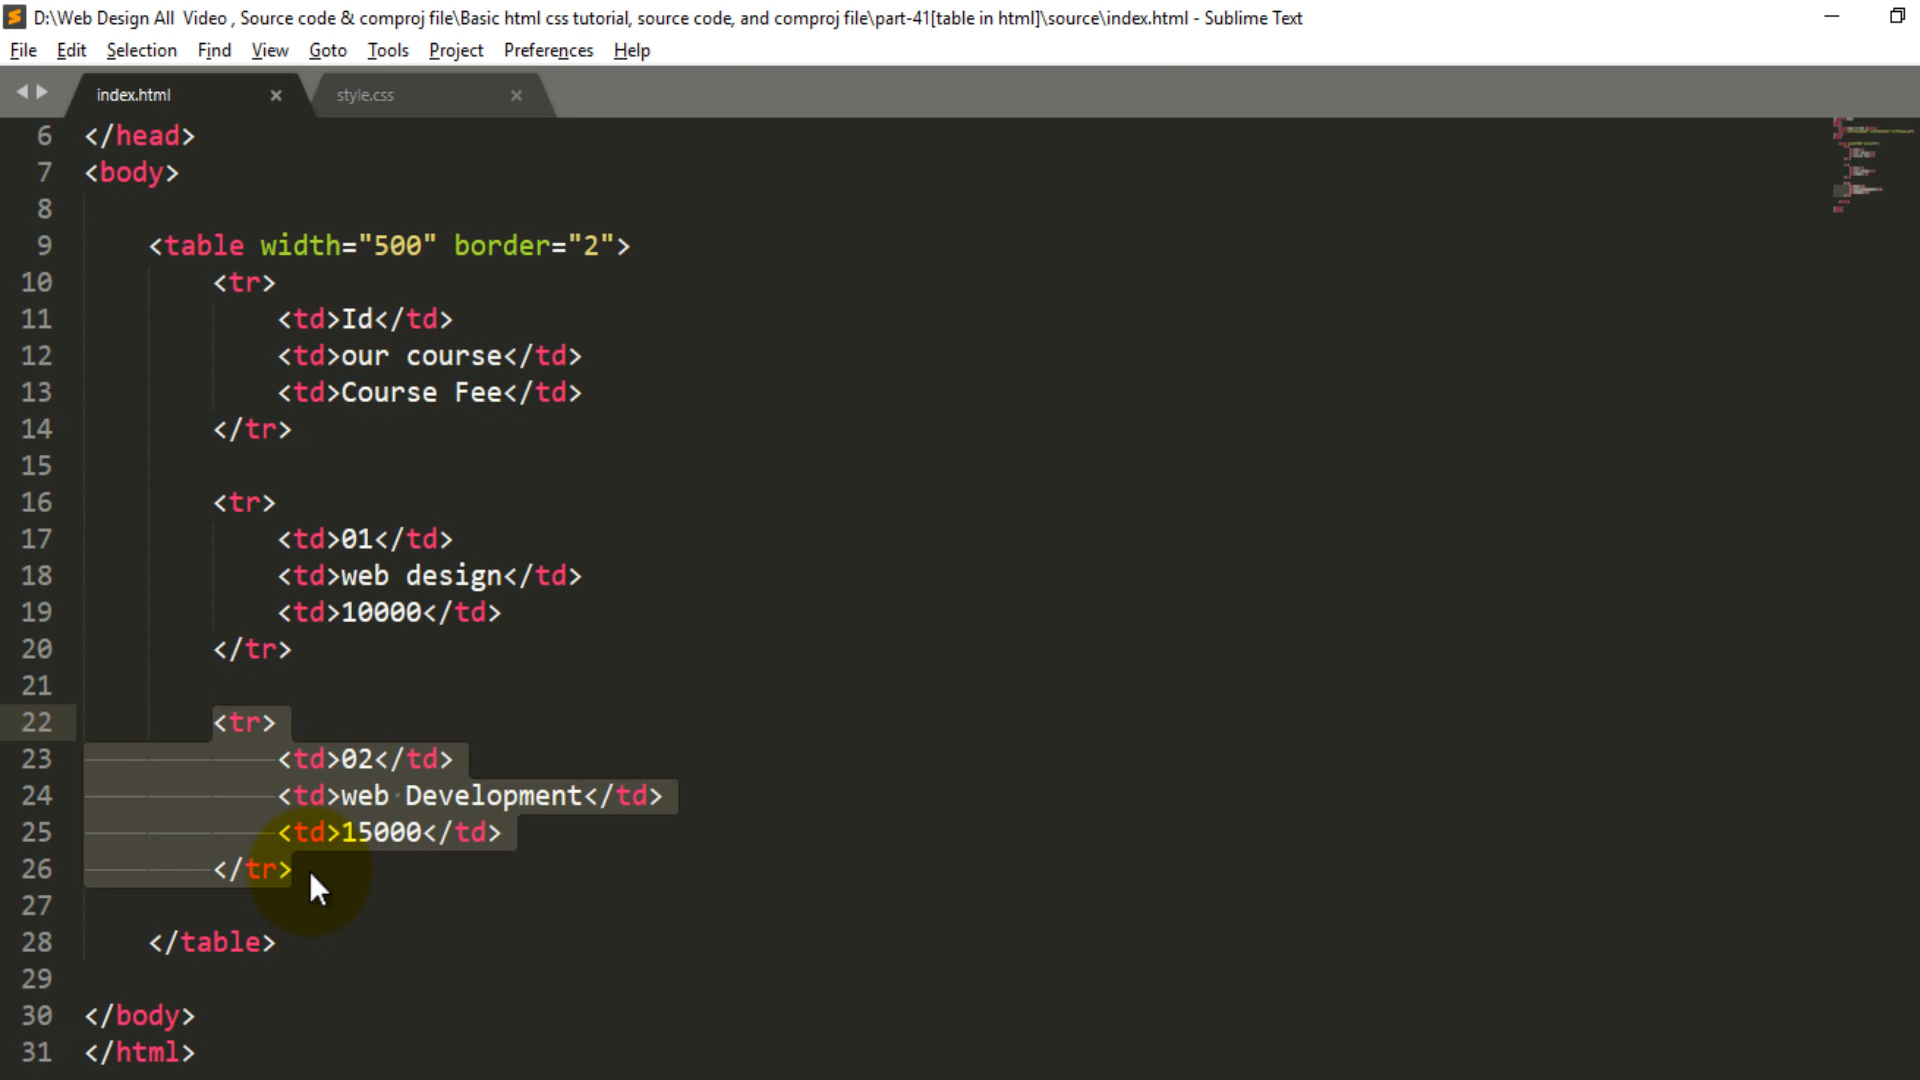 D:\Web Design All  Video , Source code & comproj file\Basic html css tutorial, source code, and comproj file\part-41[table in html]\source\index.html - Sublime Text
File Edit Selection Find View Goto Tools Project Preferences Help
index.html style.css
6 </head>
7 <body>
8
9 <table width="500" border="2">
10 <tr>
11 <td>Id</td>
12 <td>our course</td>
13 <td>Course Fee</td>
14 </tr>
15
16 <tr>
17 <td>01</td>
18 <td>web design</td>
19 <td>10000</td>
20 </tr>
21
22 <tr>
23 <td>02</td>
24 <td>web Development</td>
25 <td>15000</td>
26 </tr>
27
28 </table>
29
30 </body>
31 </html>